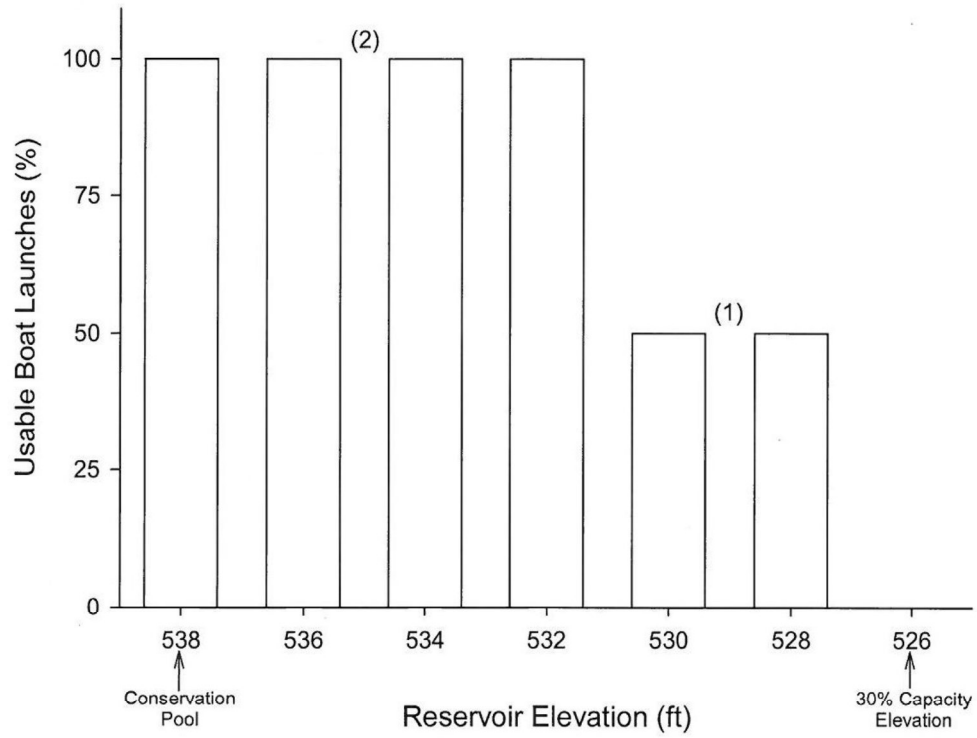 Usable Boat Launches (%)
100
75
50
25
0
(2)
(1)
538
536
534
532
530
528
526
Conservation
Pool
Reservoir Elevation (ft)
30% Capacity
Elevation